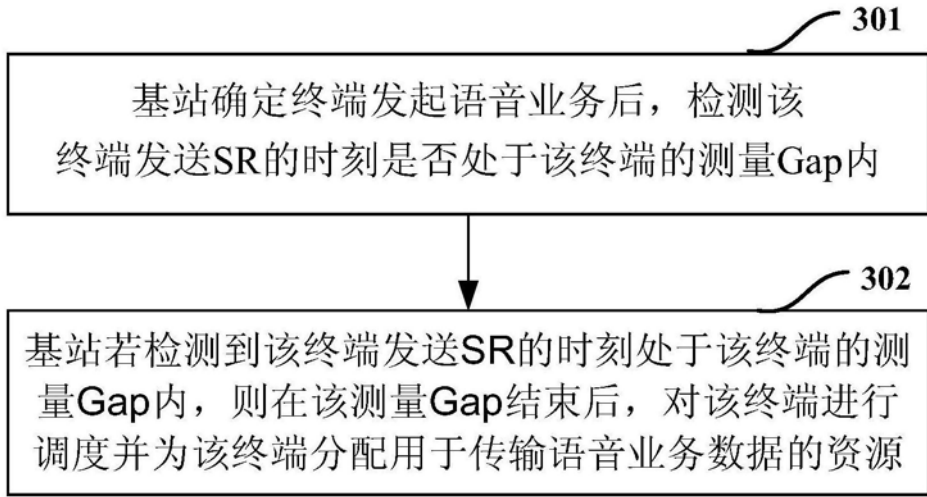 301
基站确定终端发起语音业务后，检测该
终端发送SR的时刻是否处于该终端的测量Gap内
302
基站若检测到该终端发送SR的时刻处于该终端的测
量Gap内，则在该测量Gap结束后，对该终端进行
调度并为该终端分配用于传输语音业务数据的资源